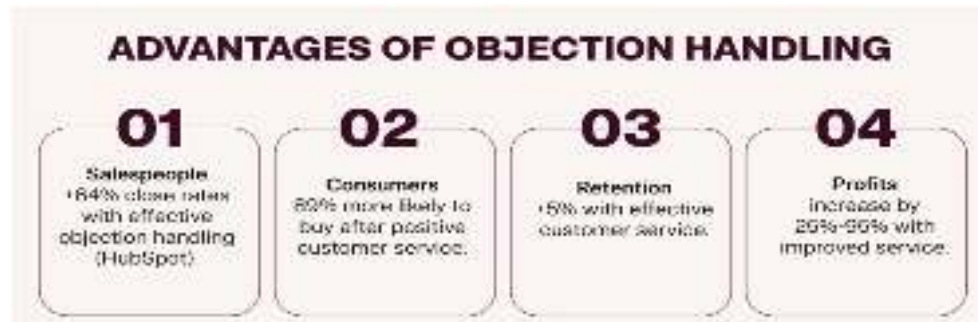 ADVANTAGES OF OBJECTION HANDLING
01
Salespeople
+64% close rates
with effective
objection handling
(HubSpot)
02
Consumers
89% more likely to
buy after positive
customer service.
03
Retention
+5% with effective
customer service.
04
Profits
increase by
25%-95% with
improved service.